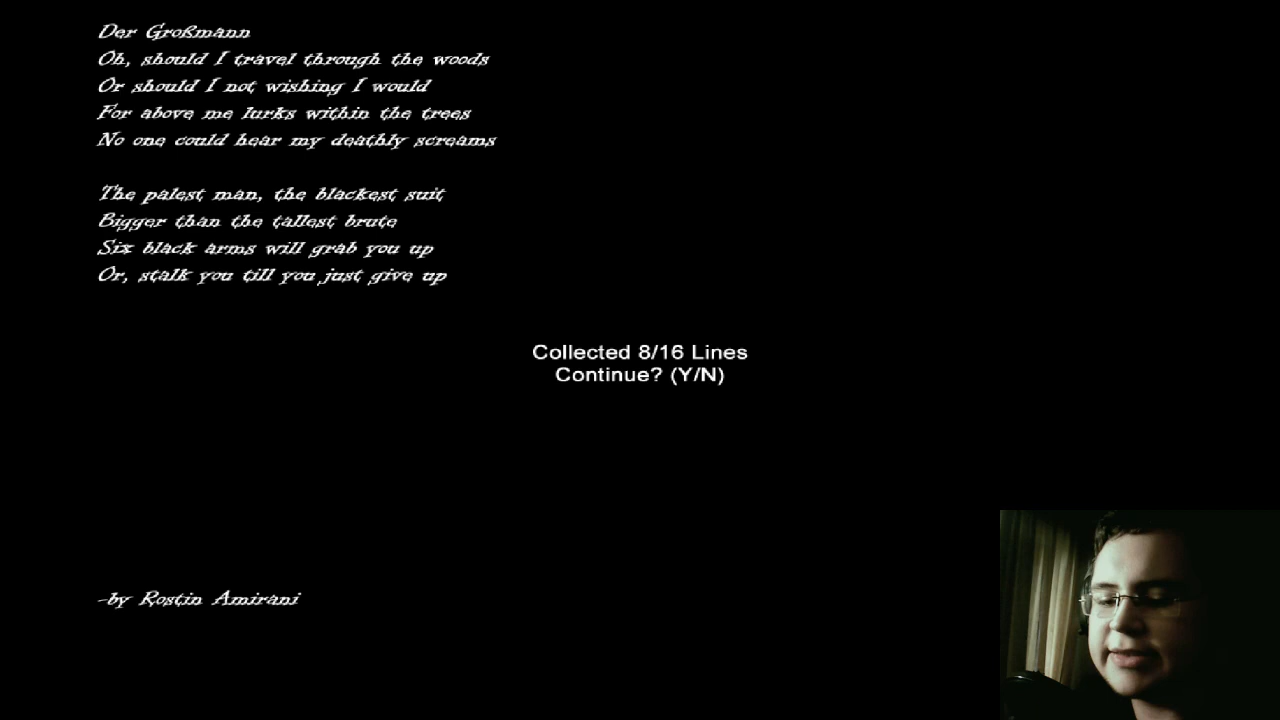 Der Großmann
Oh, should I travel through the woods
Or should I not wishing I would
For above me lurks within the trees
No one could hear my deathly screams
The palest man, the blackest suit
Bigger than the tallest brute
Six black arms will grab you up
Or, stalk you till you just give up
Collected 8/16 Lines
Continue? (Y/N)
-by Rostin Amirani